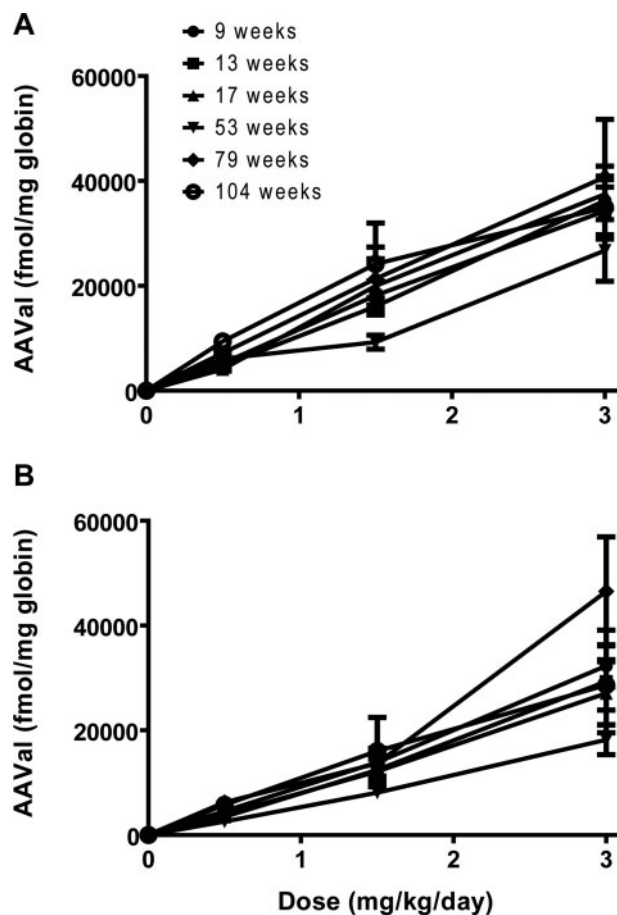 A
9 weeks
13 weeks
17 weeks
53 weeks
79 weeks
104 weeks
60000
40000
20000
0
AAVal (fmol/mg globin)
0 1 2 3
B
60000
40000
20000
0
AAVal (fmol/mg globin)
0 1 2 3
Dose (mg/kg/day)